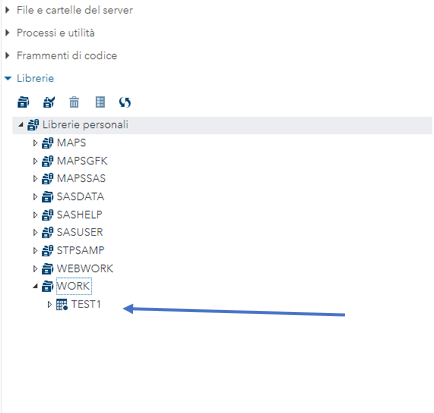 File e cartelle del server
Processi e utilità
Frammenti di codice
Librerie
Librerie personali
MAPS
MAPSGFK
MAPSSAS
SASDATA
SASHELP
SASUSER
STPSAMP
WEBWORK
WORK
TEST1